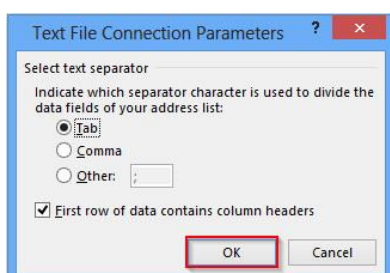 Text File Connection Parameters ?
Select text separator
Indicate which separator character is used to divide the
data fields of your address list:
Tab
Comma
Other: ;
First row of data contains column headers
OK Cancel